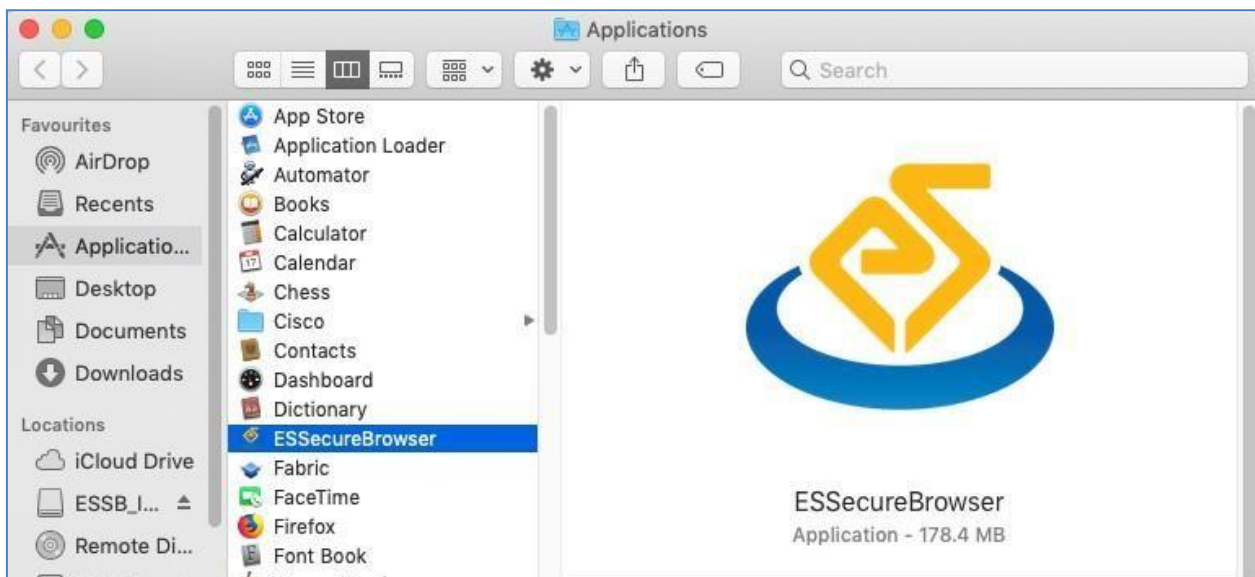 Applications
Search
Favourites
AirDrop
Recents
Applicatio...
Desktop
Documents
Downloads
Locations
iCloud Drive
ESSB_I...
Remote Di...
App Store
Application Loader
Automator
Books
Calculator
Calendar
Chess
Cisco
Contacts
Dashboard
Dictionary
ESSecureBrowser
Fabric
FaceTime
Firefox
Font Book
ESSecureBrowser
Application - 178.4 MB